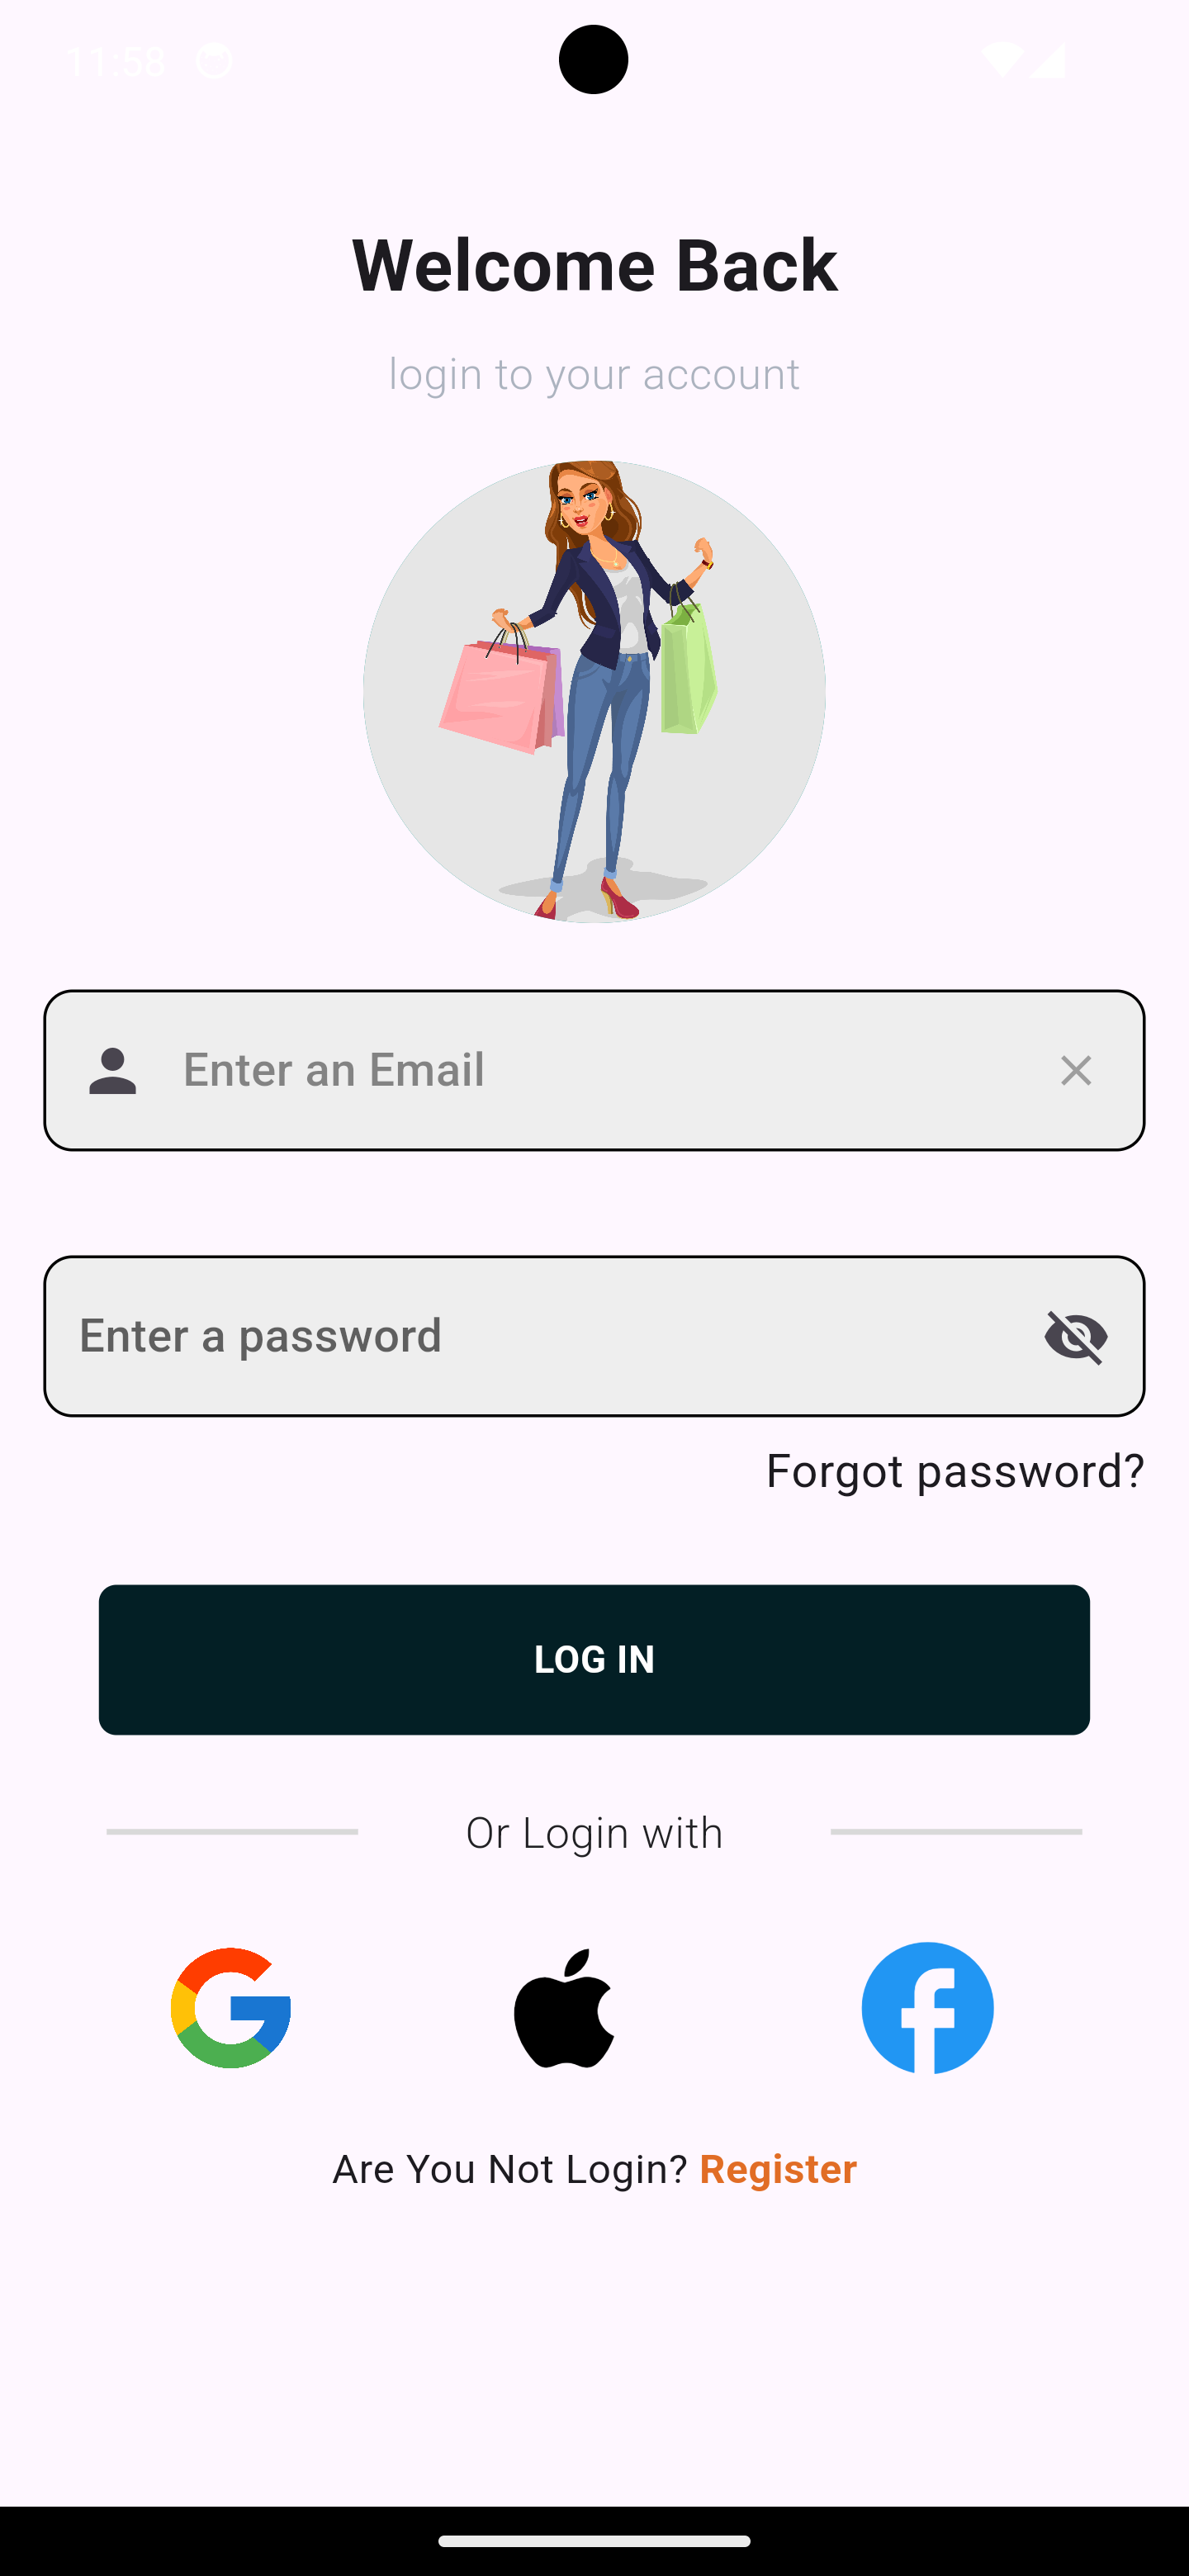 11:58
Welcome Back
login to your account
Enter an Email
Enter a password
Forgot password?
LOG IN
Or Login with
Are You Not Login? Register